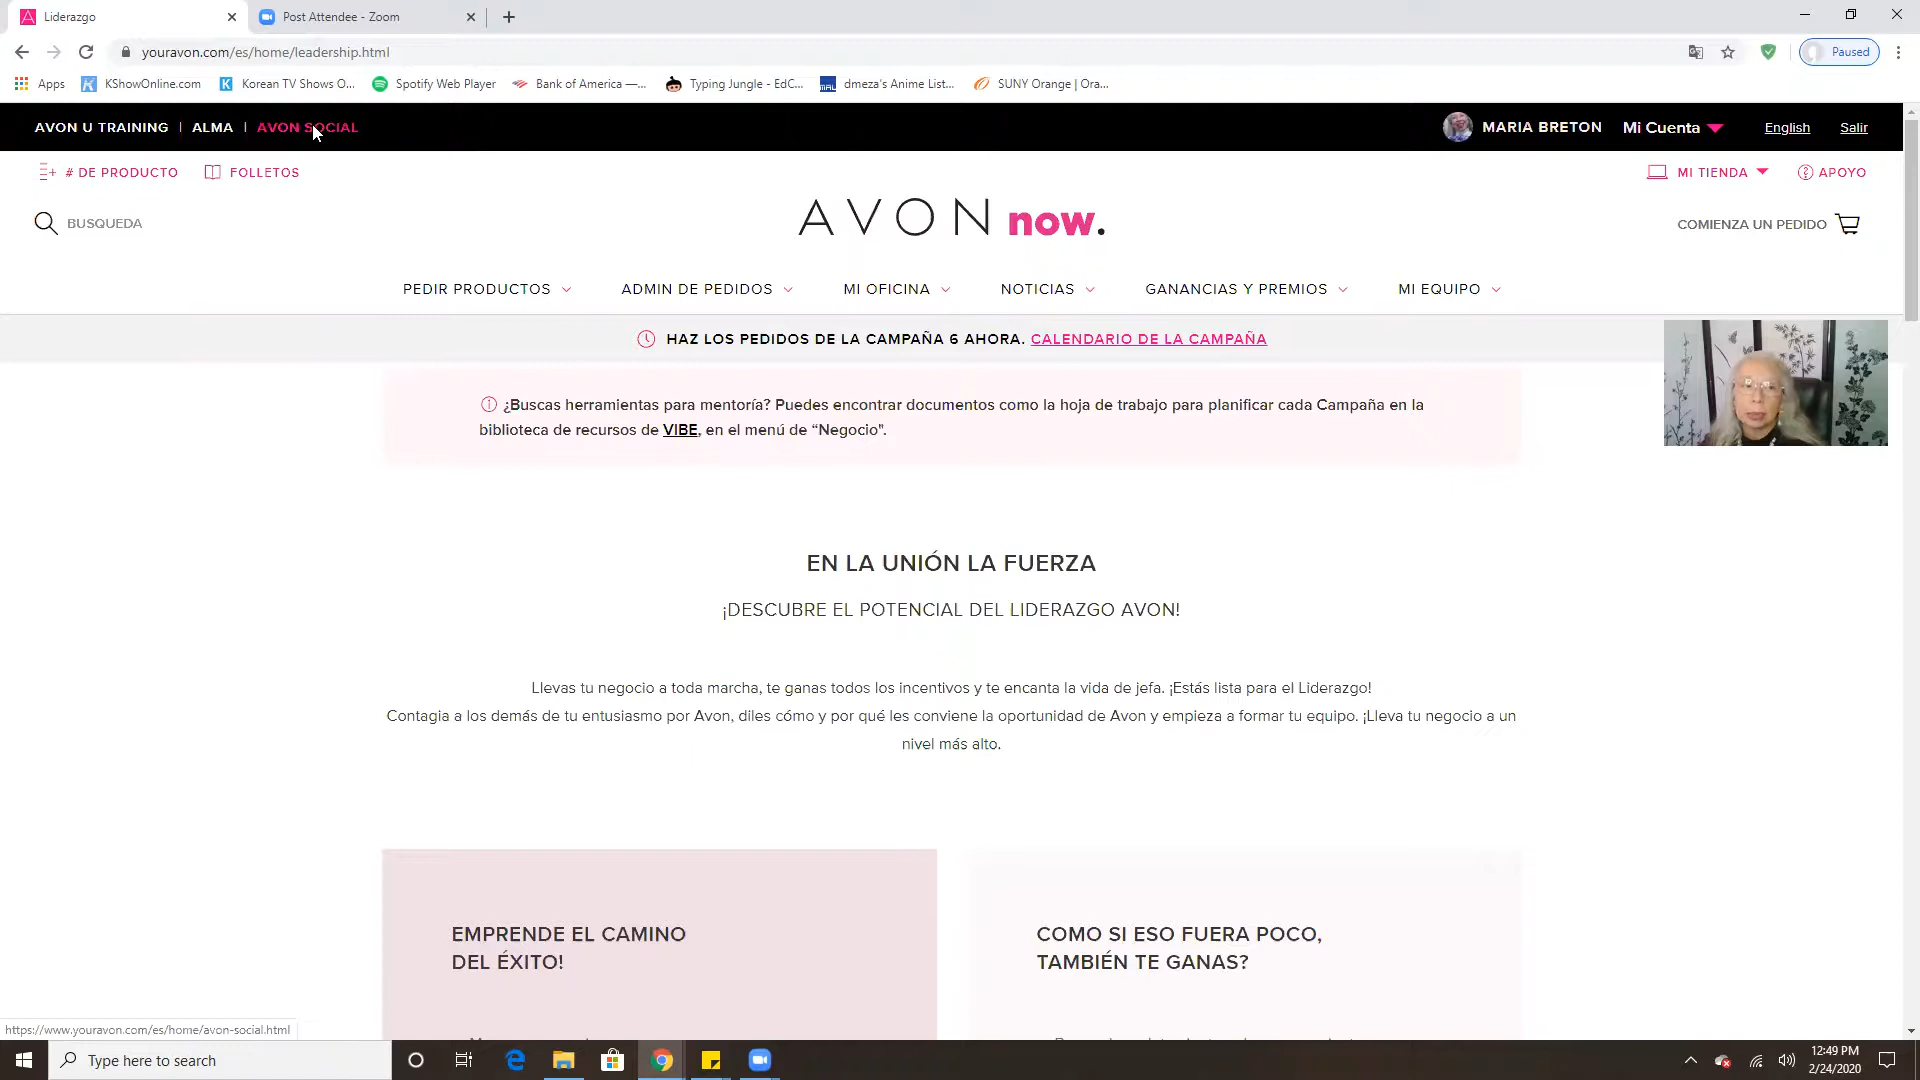 Liderazgo
Post Attendee - Zoom
youravon.com/es/home/leadership.html
Paused
Apps
KShowOnline.com
Korean TV Shows O...
Spotify Web Player
Bank of America —...
Typing Jungle - EdC...
dmeza's Anime List...
SUNY Orange | Ora...
AVON U TRAINING | ALMA | AVON SOCIAL
MARIA BRETON
Mi Cuenta
English
Salir
# DE PRODUCTO
FOLLETOS
MI TIENDA
APOYO
BUSQUEDA
AVON now.
COMIENZA UN PEDIDO
PEDIR PRODUCTOS
ADMIN DE PEDIDOS
MI OFICINA
NOTICIAS
GANANCIAS Y PREMIOS
MI EQUIPO
HAZ LOS PEDIDOS DE LA CAMPAÑA 6 AHORA. CALENDARIO DE LA CAMPAÑA
¿Buscas herramientas para mentoría? Puedes encontrar documentos como la hoja de trabajo para planificar cada Campaña en la
biblioteca de recursos de VIBE, en el menú de “Negocio".
EN LA UNIÓN LA FUERZA
¡DESCUBRE EL POTENCIAL DEL LIDERAZGO AVON!
Llevas tu negocio a toda marcha, te ganas todos los incentivos y te encanta la vida de jefa. ¡Estás lista para el Liderazgo!
Contagia a los demás de tu entusiasmo por Avon, diles cómo y por qué les conviene la oportunidad de Avon y empieza a formar tu equipo. ¡Lleva tu negocio a un
nivel más alto.
EMPRENDE EL CAMINO
DEL ÉXITO!
COMO SI ESO FUERA POCO,
TAMBIÉN TE GANAS?
https://www.youravon.com/es/home/avon-social.html
Type here to search
12:49 PM
2/24/2020